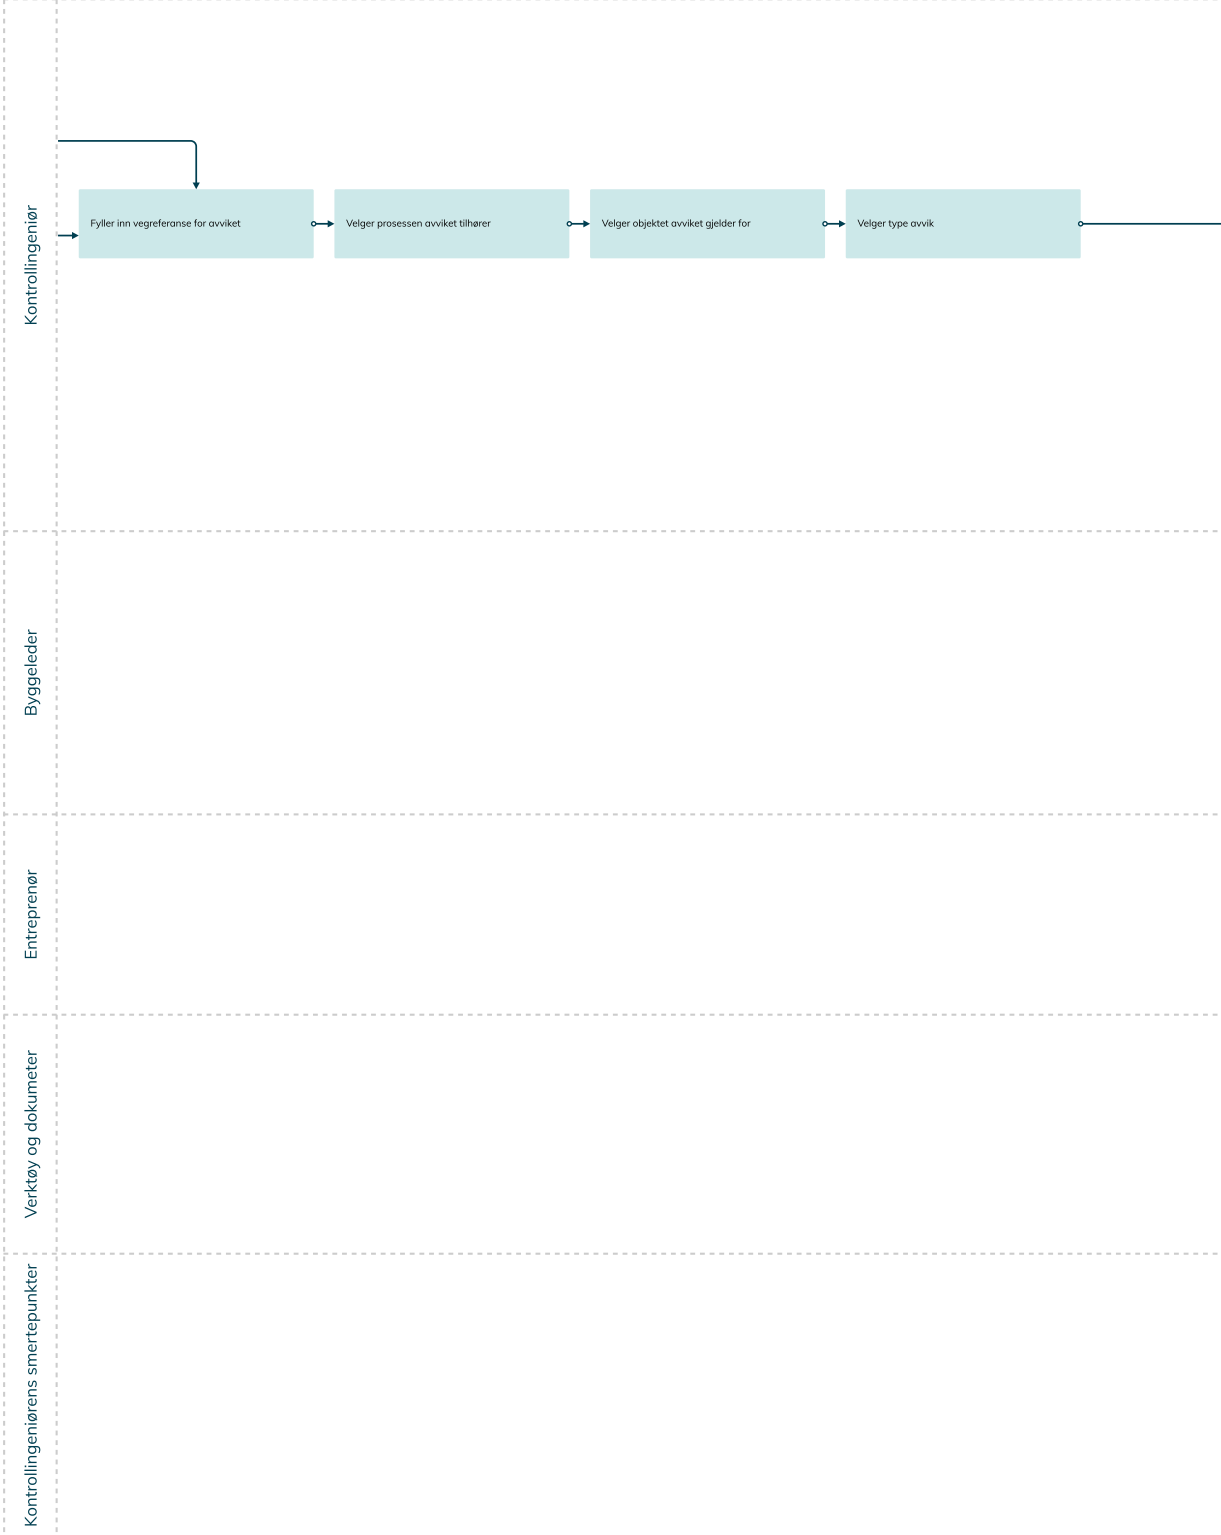 Kontrollingeniør
Fyller inn vegreferanse for avviket
Velger prosessen avviket tilhører
Velger objektet avviket gjelder for
Velger type avvik
Byggeleder
Entreprenør
Verktøy og dokumeter
Kontrollingeniørens smertepunkter